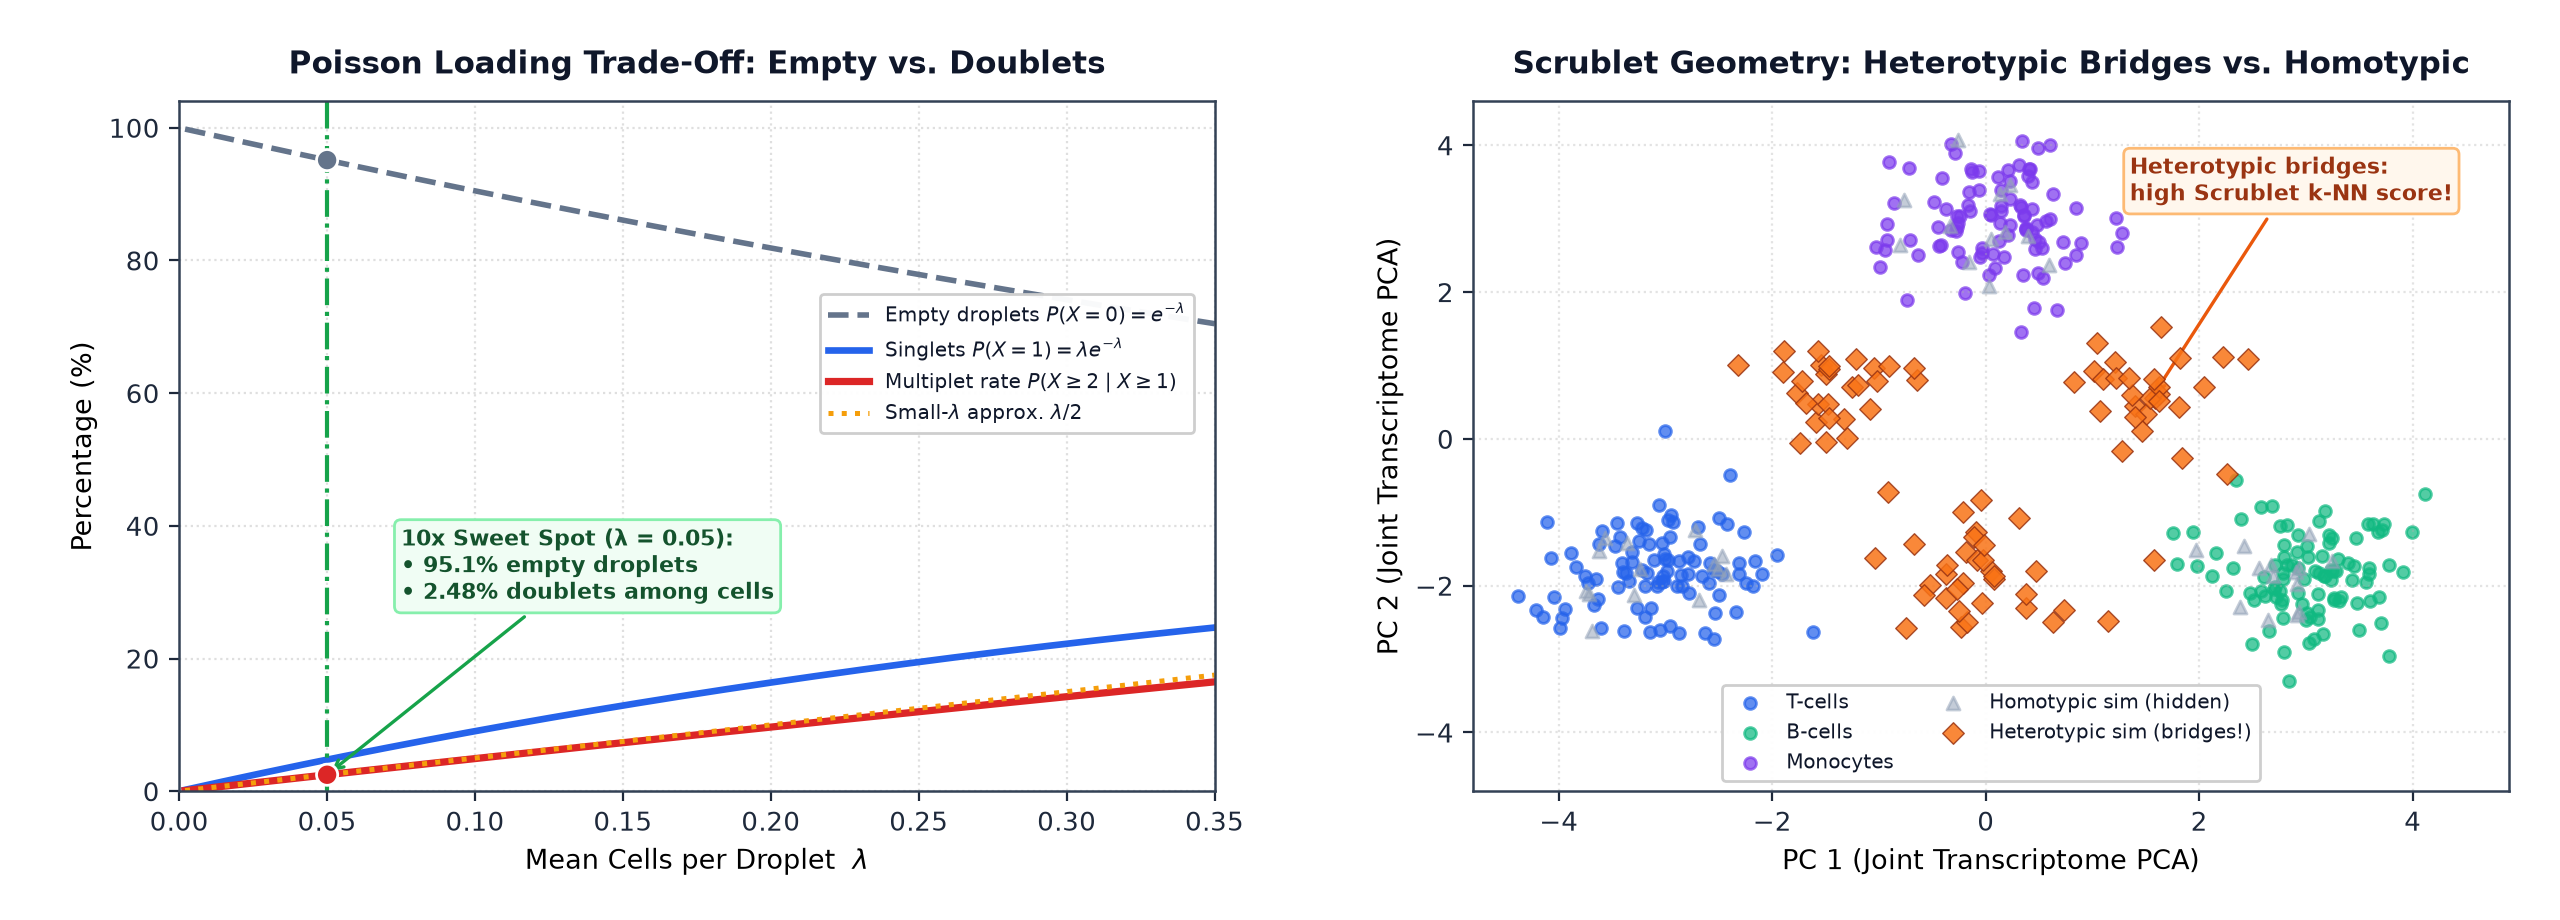 Poisson Loading Trade-Off: Empty vs. Doublets
Percentage (%)
100
80
60
40
20
0
0.00
0.05
0.10
0.15
0.20
0.25
0.30
0.35
Mean Cells per Droplet λ
Empty droplets P(X = 0) = e^{−λ}
Singlets P(X = 1) = λe^{−λ}
Multiplet rate P(X ≥ 2 | X ≥ 1)
Small-λ approx. λ/2
10x Sweet Spot (λ = 0.05):
• 95.1% empty droplets
• 2.48% doublets among cells
Scrublet Geometry: Heterotypic Bridges vs. Homotypic
PC 2 (Joint Transcriptome PCA)
4
2
0
−2
−4
−4
−2
0
2
4
PC 1 (Joint Transcriptome PCA)
Heterotypic bridges:
high Scrublet k-NN score!
T-cells
B-cells
Monocytes
Homotypic sim (hidden)
Heterotypic sim (bridges!)